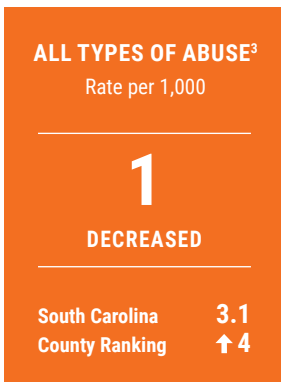 ALL TYPES OF ABUSE³
Rate per 1,000
1
DECREASED
South Carolina 3.1
County Ranking ↑ 4